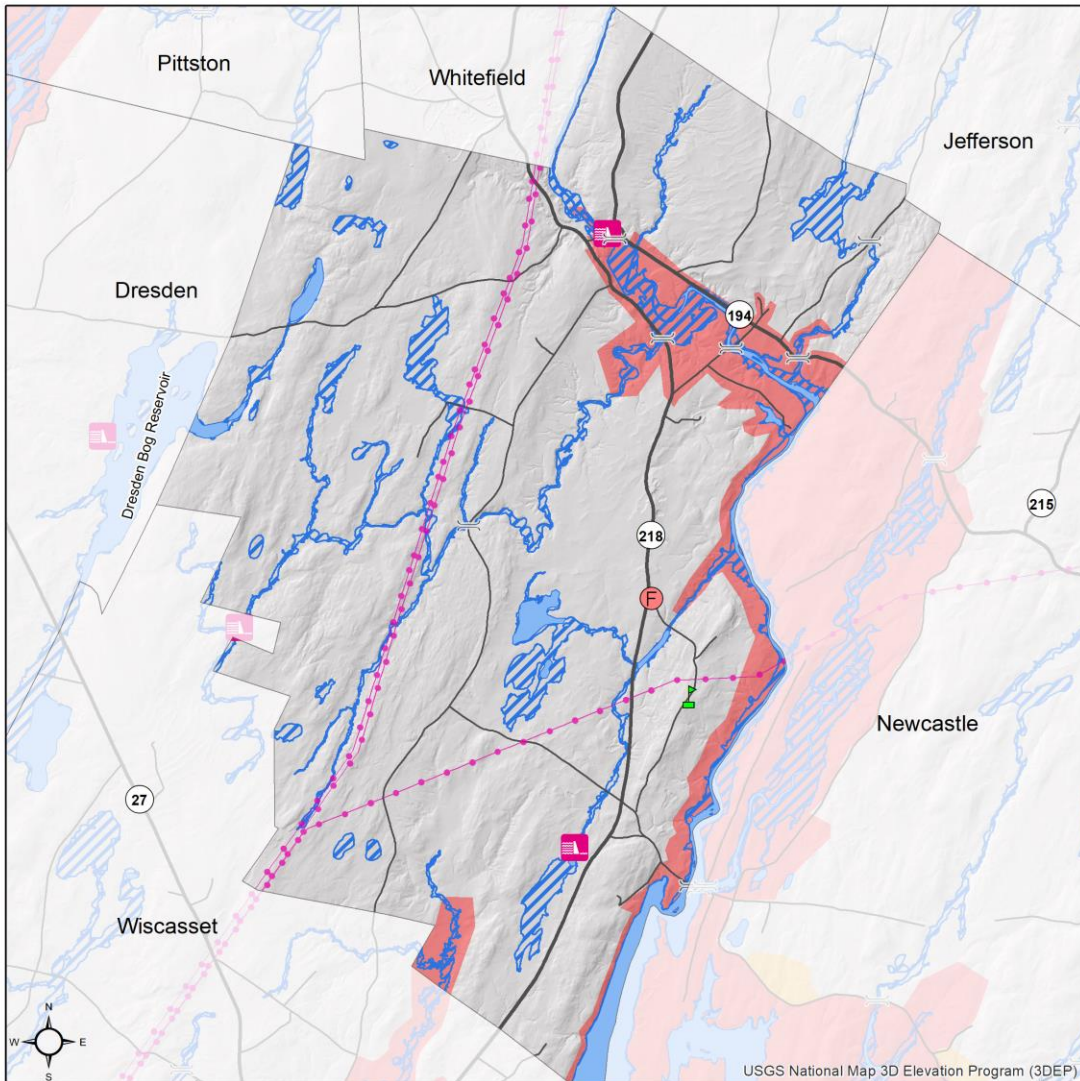 Pittston
Whitefield
Jefferson
Dresden
194
Dresden Bog Reservoir
215
218
F
Newcastle
27
Wiscasset
N
W
E
S
USGS National Map 3D Elevation Program (3DEP)